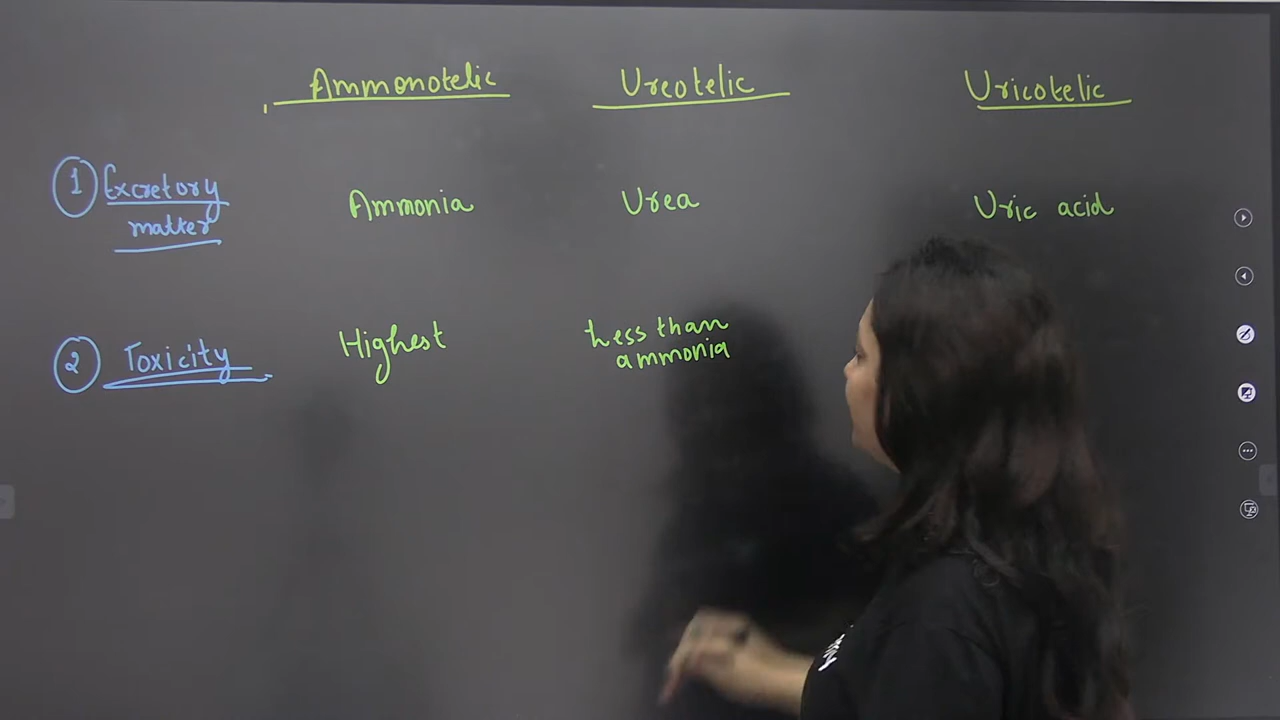 Ammonotelic Ureotelic Uricotelic
1 Excretory matter Ammonia Urea Uric acid
2 Toxicity Highest Less than ammonia